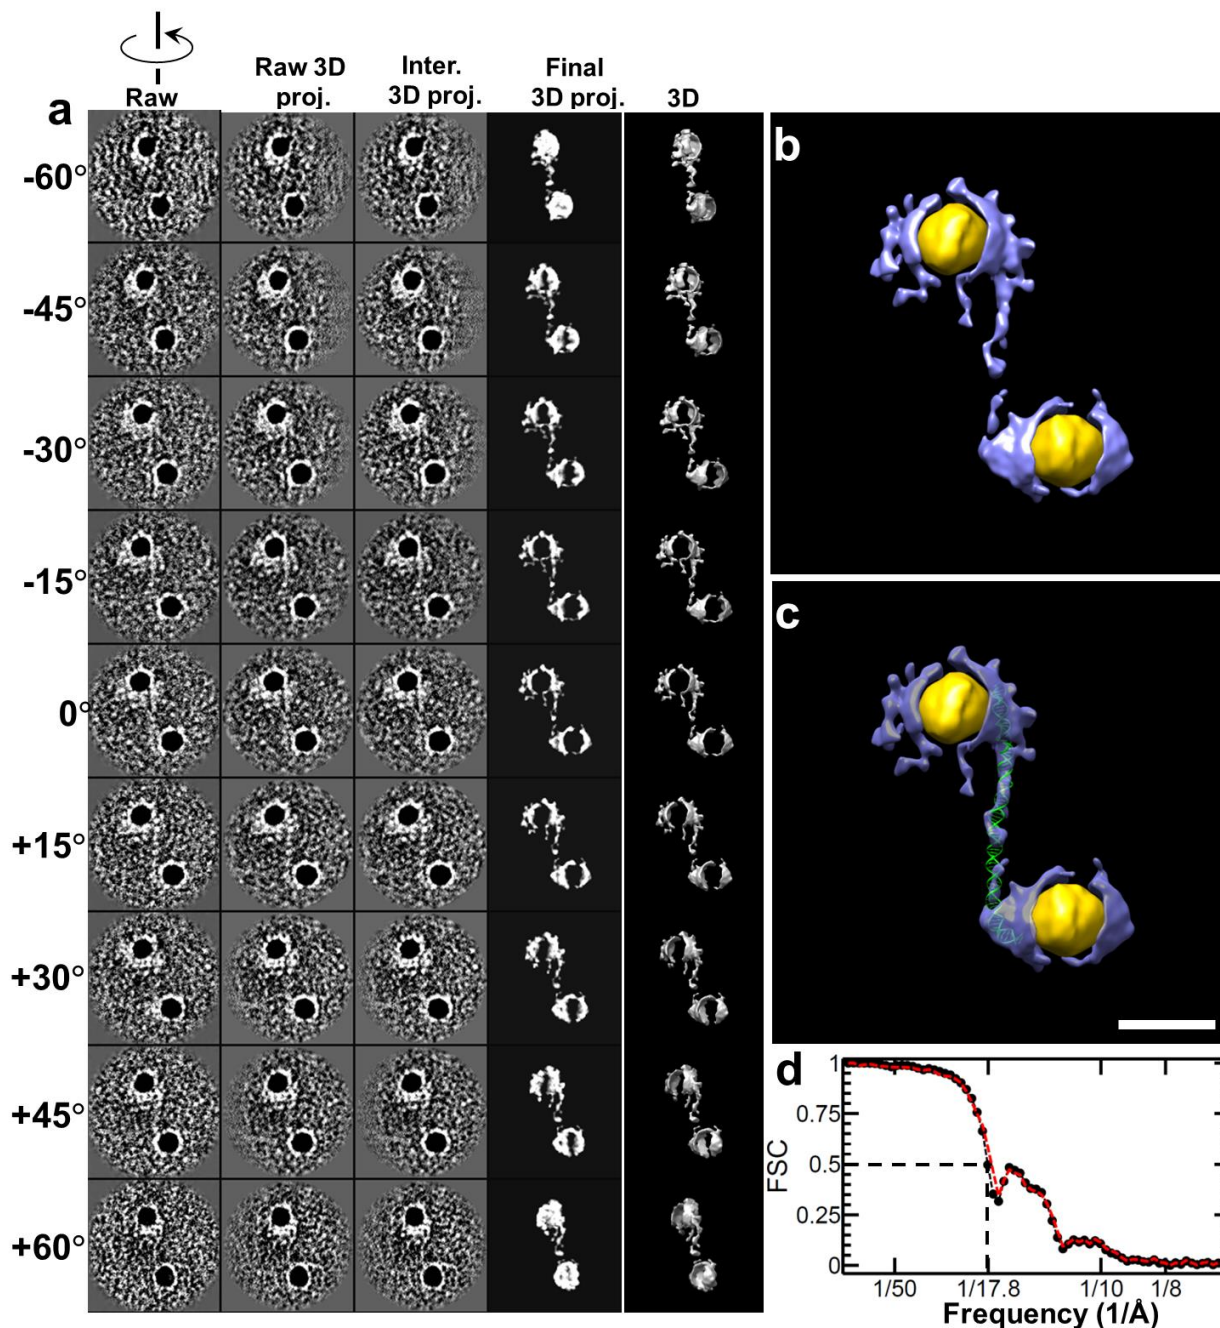 Raw
Raw 3D
proj.
Inter.
3D proj.
Final
3D proj.
3D
a
-60°
-45°
-30°
-15°
0°
+15°
+30°
+45°
+60°
b
c
d
1
0.75
0.5
0.25
0
FSC
1/50
1/17.8
1/10
1/8
Frequency (1/Å)